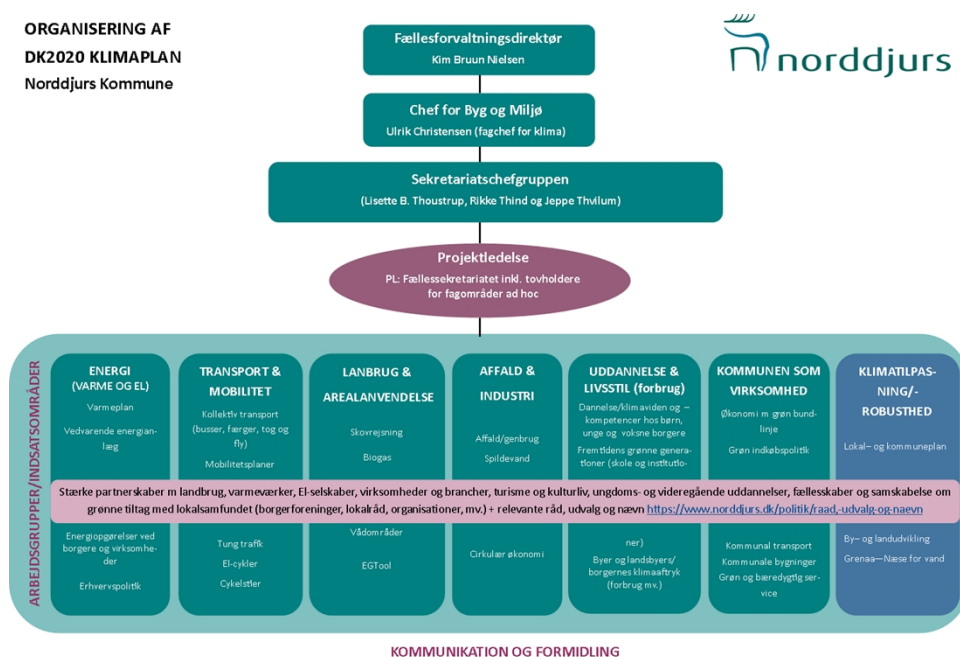 ORGANISERING AF
DK2020 KLIMAPLAN
Norddjurs Kommune
norddjurs
Fællesforvaltningsdirektør
Kim Bruun Nielsen
Chef for Byg og Miljø
Ulrik Christensen (fagchef for klima)
Sekretariatschefgruppen
(Lisette B. Thoustrup, Rikke Thind og Jeppe Thvilum)
Projektledelse
PL: Fællessekretariatet inkl. tovholdere
for fagområder ad hoc
ARBEJDSGRUPPER/INDSATSOMRÅDER
ENERGI
(VARME OG EL)
Varmeplan
Vedvarende energian-
læg
Energiopgørelser ved
borgere og virksomhe-
der
Erhvervspolitik
TRANSPORT &
MOBILITET
Kollektiv transport
(busser, færger, tog og
fly)
Mobilitetsplaner
Tung trafik
El-cykler
Cykelstier
LANBRUG &
AREALANVENDELSE
Skovrejsning
Biogas
Vådområder
EGTool
AFFALD &
INDUSTRI
Affald/genbrug
Spildevand
Cirkulær økonomi
UDDANNELSE &
LIVSSTIL (forbrug)
Dannelse/klimaviden og –
kompetencer hos børn,
unge og voksne borgere
Fremtidens grønne genera-
tioner (skole og institutio-
ner)
Byer og landsbyers/
borgernes klimaaftryk
(forbrug mv.)
KOMMUNEN SOM
VIRKSOMHED
Økonomi m grøn bund-
linje
Grøn indkøbspolitik
Kommunal transport
Kommunale bygninger
Grøn og bæredygtig ser-
vice
KLIMATILPAS-
NING/-
ROBUSTHED
Lokal– og kommuneplan
By– og landudvikling
Grenaa—Næse for vand
Stærke partnerskaber m landbrug, varmeværker, El-selskaber, virksomheder og brancher, turisme og kulturliv, ungdoms- og videregående uddannelser, fællesskaber og samskabelse om
grønne tiltag med lokalsamfundet (borgerforeninger, lokalråd, organisationer, mv.) + relevante råd, udvalg og nævn https://www.norddjurs.dk/politik/raad,-udvalg-og-naevn
KOMMUNIKATION OG FORMIDLING